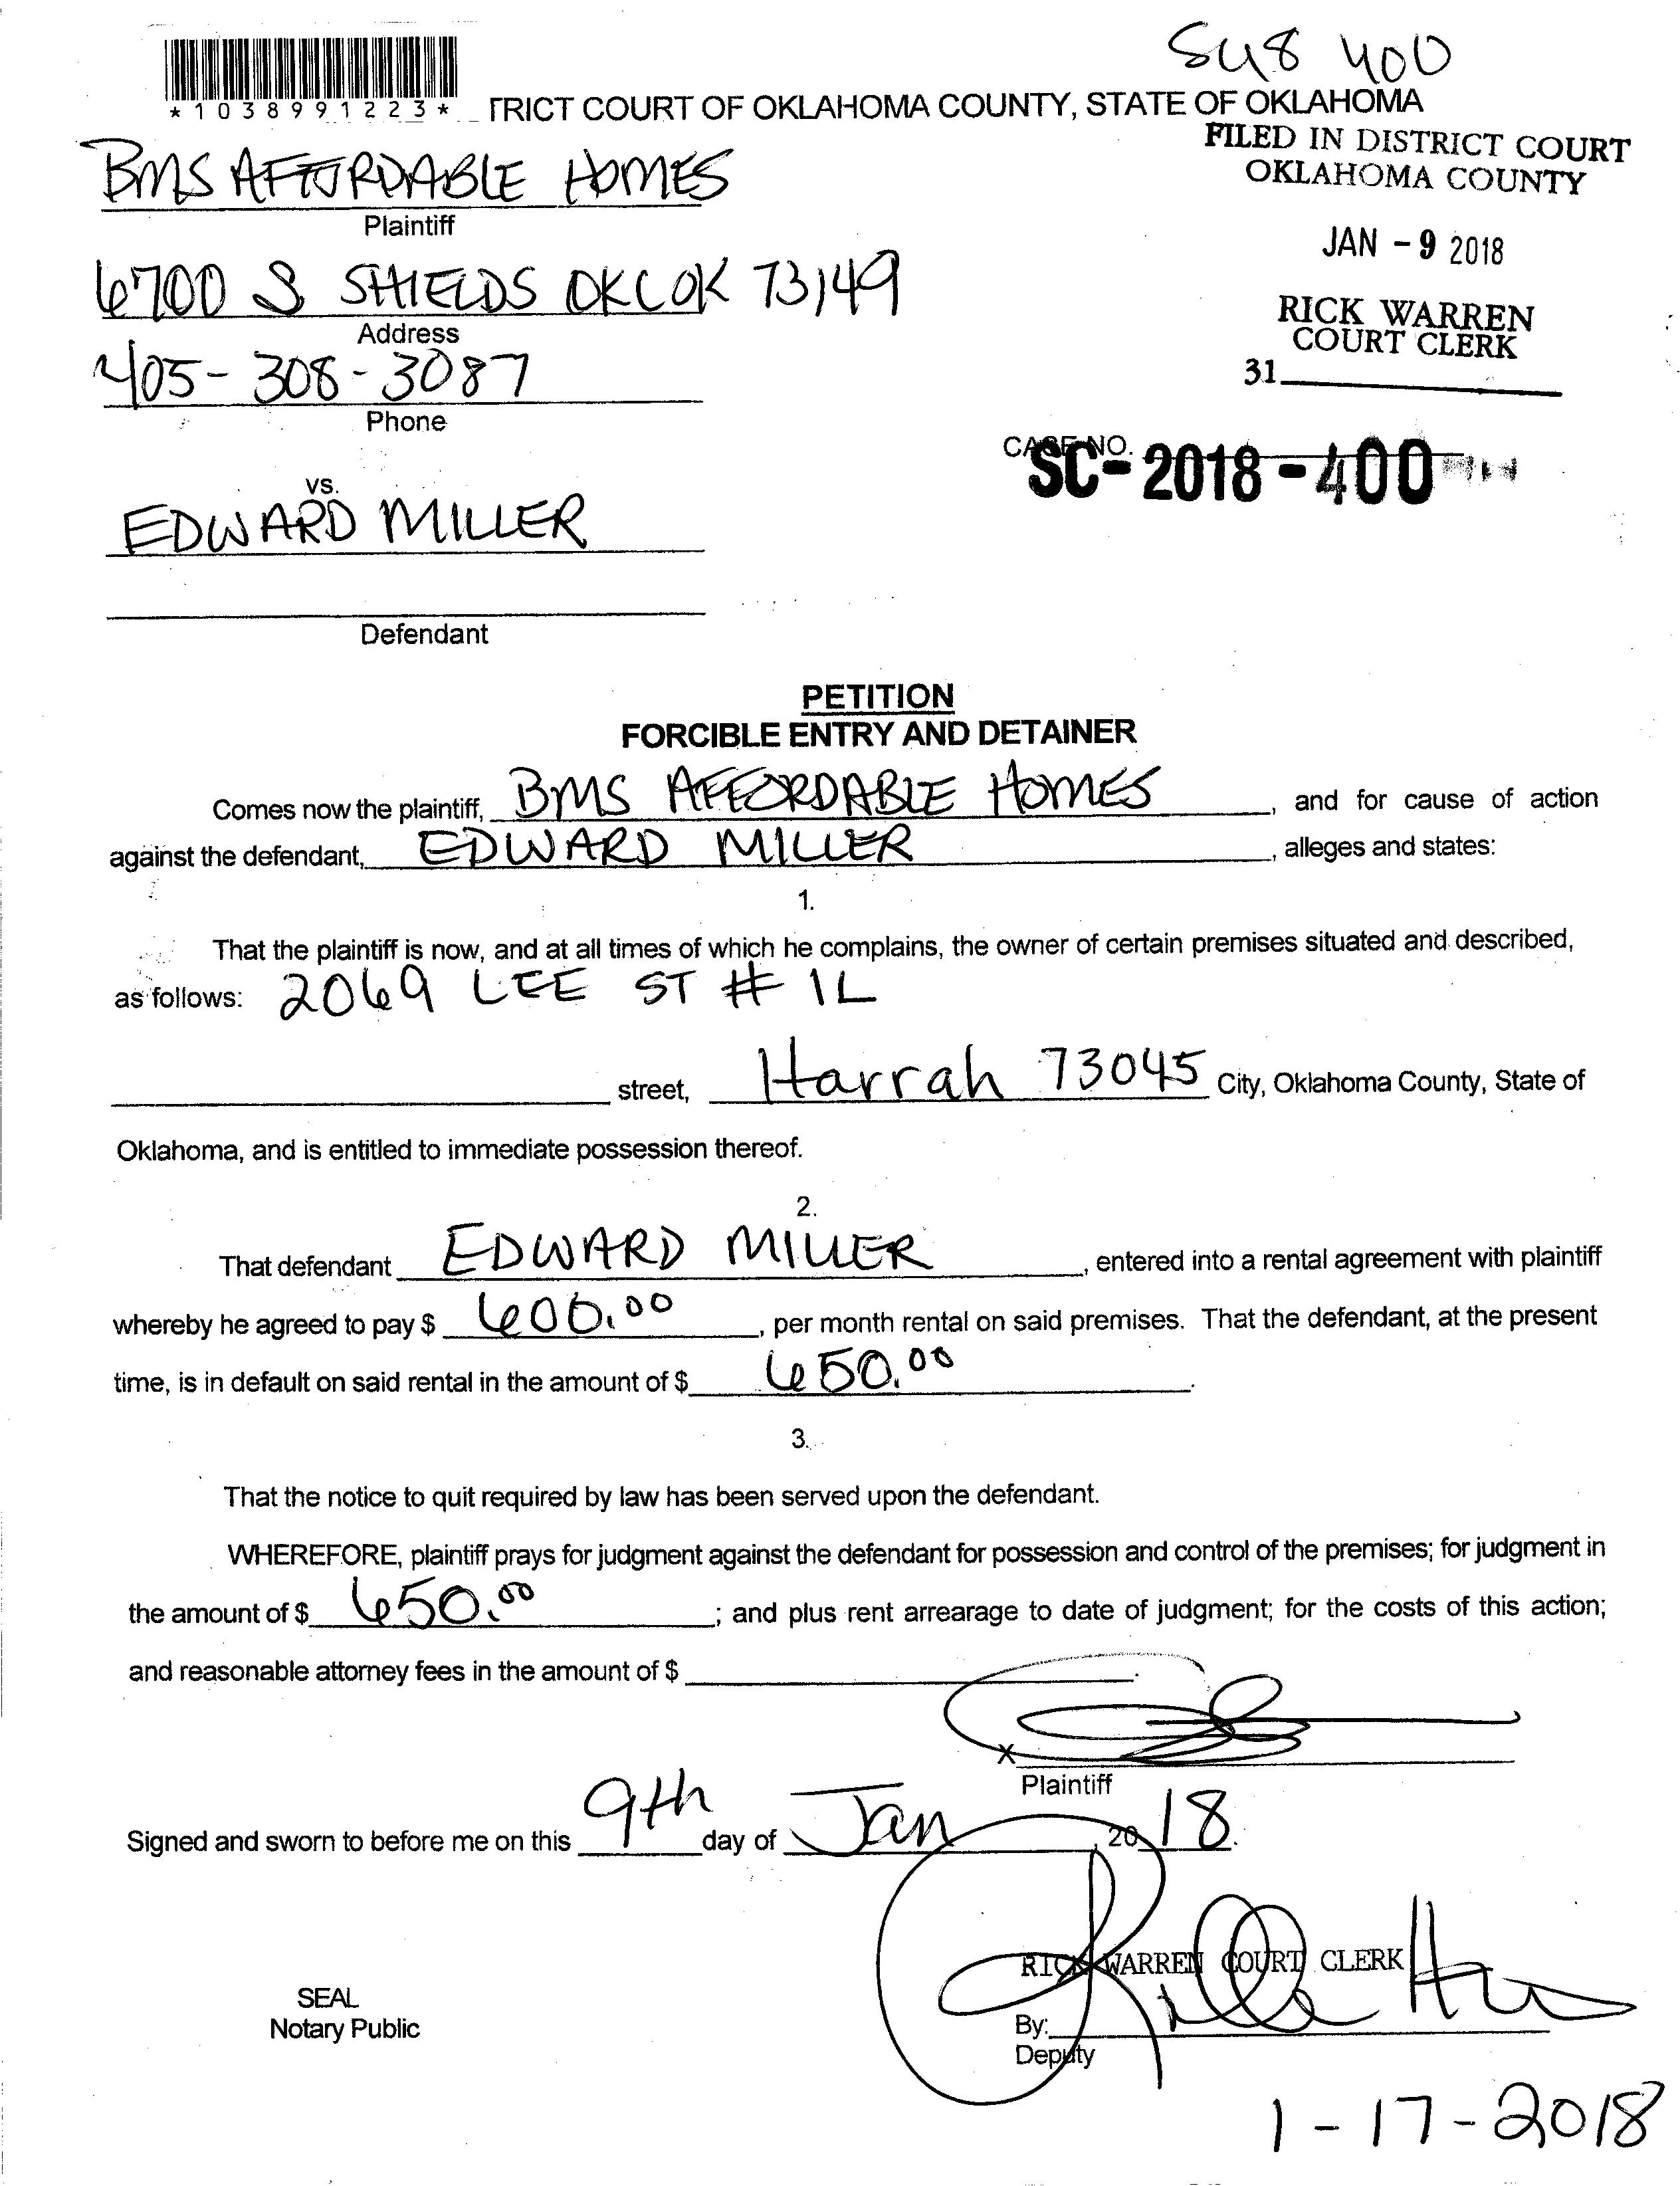 SC18 400
*1038991223* TRICT COURT OF OKLAHOMA COUNTY, STATE OF OKLAHOMA
FILED IN DISTRICT COURT
OKLAHOMA COUNTY
BMS AFFORDABLE HOMES
Plaintiff
JAN - 9 2018
6700 S SHIELDS OKC OK 73149
Address
RICK WARREN
COURT CLERK
31
405-308-3087
Phone
CASE NO.
SC-2018-400
vs.
EDWARD MILLER
Defendant
PETITION
FORCIBLE ENTRY AND DETAINER
Comes now the plaintiff, BMS AFFORDABLE HOMES, and for cause of action
against the defendant, EDWARD MILLER, alleges and states:
1.
That the plaintiff is now, and at all times of which he complains, the owner of certain premises situated and described,
as follows: 2069 LEE ST # 1L
street, Harrah 73045 City, Oklahoma County, State of
Oklahoma, and is entitled to immediate possession thereof.
2.
That defendant EDWARD MILLER, entered into a rental agreement with plaintiff
whereby he agreed to pay $ 600.00, per month rental on said premises. That the defendant, at the present
time, is in default on said rental in the amount of $ 650.00.
3.
That the notice to quit required by law has been served upon the defendant.
WHEREFORE, plaintiff prays for judgment against the defendant for possession and control of the premises; for judgment in
the amount of $ 650.00; and plus rent arrearage to date of judgment; for the costs of this action;
and reasonable attorney fees in the amount of $
X
Plaintiff
Signed and sworn to before me on this 9th day of Jan, 2018.
RICK WARREN COURT CLERK
SEAL
Notary Public
By:
Deputy
1-17-2018